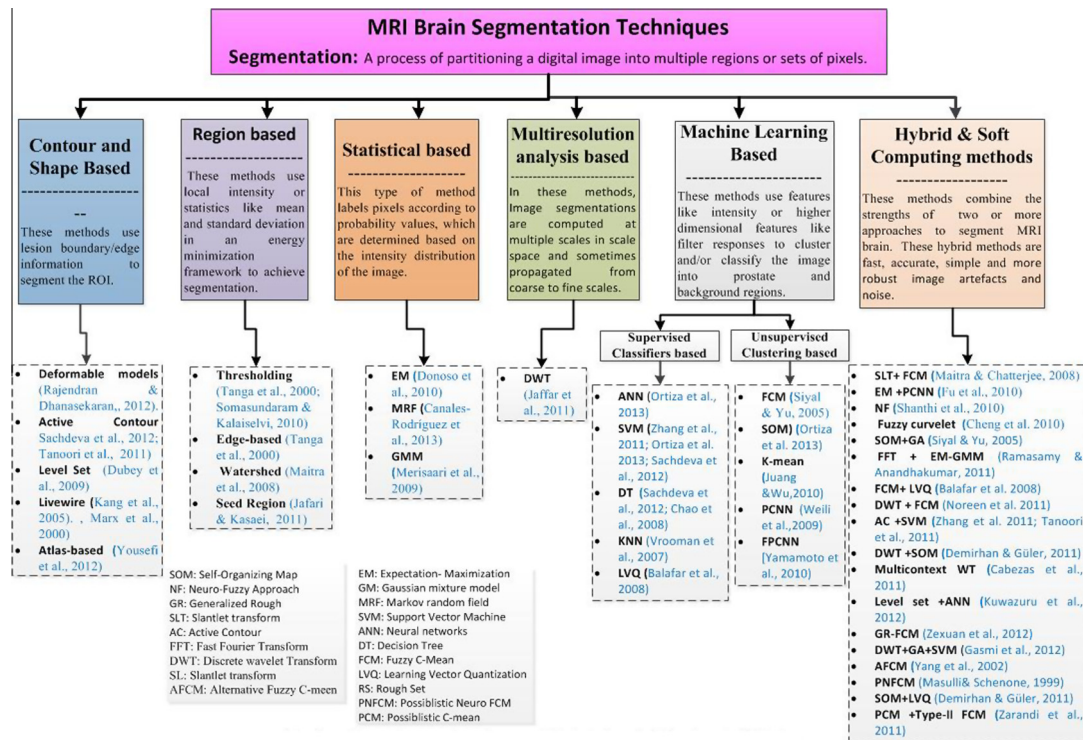 MRI Brain Segmentation Techniques
Segmentation: A process of partitioning a digital image into multiple regions or sets of pixels.
Contour and
Shape Based
--------------------
--
These methods use
lesion boundary/edge
information to
segment the ROI.
Region based
--------------------
These methods use
local intensity or
statistics like mean
and standard deviation
in an energy
minimization
framework to achieve
segmentation.
Statistical based
--------------------
This type of method
labels pixels according to
probability values, which
are determined based on
the intensity distribution
of the image.
Multiresolution
analysis based
--------------------
In these methods,
Image segmentations
are computed at
multiple scales in scale
space and sometimes
propagated from
coarse to fine scales.
Machine Learning
Based
--------------------
These methods use features
like intensity or higher
dimensional features like
filter responses to cluster
and/or classify the image
into prostate and
background regions.
Hybrid & Soft
Computing methods
------------------
These methods combine the
strengths of two or more
approaches to segment MRI
brain. These hybrid methods are
fast, accurate, simple and more
robust image artefacts and
noise.
Supervised
Classifiers based
Unsupervised
Clustering based
• Deformable models
(Rajendran &
Dhanasekaran,, 2012).
• Active Contour
Sachdeva et al., 2012;
Tanoori et al., 2011)
• Level Set (Dubey et
al., 2009)
• Livewire (Kang et al.,
2005). , Marx et al.,
2000)
• Atlas-based (Yousefi
et al., 2012)
• Thresholding
(Tanga et al., 2000;
Somasundaram &
Kalaiselvi, 2010)
• Edge-based (Tanga
et al., 2000)
• Watershed (Maitra
et al., 2008)
• Seed Region (Jafari
& Kasaei, 2011)
• EM (Donoso et
al., 2010)
• MRF (Canales-
Rodriguez et al.,
2013)
• GMM
(Merisaari et al.,
2009)
• DWT
(Jaffar et
al., 2011)
• ANN (Ortiza et al.,
2013)
• SVM (Zhang et al.,
2011; Ortiza et al.
2013; Sachdeva et
al., 2012)
• DT (Sachdeva et al.,
2012; Chao et al.,
2008)
• KNN (Vrooman et al.,
2007)
• LVQ (Balafar et al.,
2008)
• FCM (Siyal
& Yu, 2005)
• SOM) (Ortiza
et al. 2013)
• K-mean
(Juang
&Wu,2010)
• PCNN (Weili
et al.,2009)
• FPCNN
[Yamamoto et
al., 2010)
• SLT+ FCM (Maitra & Chatterjee, 2008)
• EM +PCNN (Fu et al., 2010)
• NF (Shanthi et al., 2010)
• Fuzzy curvelet (Cheng et al. 2010)
• SOM+GA (Siyal & Yu, 2005)
• FFT + EM-GMM (Ramasamy &
Anandhakumar, 2011)
• FCM+ LVQ (Balafar et al. 2008)
• DWT + FCM (Noreen et al. 2011)
• AC +SVM (Zhang et al. 2011; Tanoori
et al., 2011)
• DWT +SOM (Demirhan & Güler, 2011)
• Multicontext WT (Cabezas et al.,
2011)
• Level set +ANN (Kuwazuru et al.,
2012)
• GR-FCM (Zexuan et al., 2012)
• DWT+GA+SVM (Gasmi et al., 2012)
• AFCM (Yang et al., 2002)
• PNFCM (Masulli& Schenone, 1999)
• SOM+LVQ (Demirhan & Güler, 2011)
• PCM +Type-II FCM (Zarandi et al.,
2011)
SOM: Self-Organizing Map
NF: Neuro-Fuzzy Approach
GR: Generalized Rough
SLT: Slantlet transform
AC: Active Contour
FFT: Fast Fourier Transform
DWT: Discrete wavelet Transform
SL: Slantlet transform
AFCM: Alternative Fuzzy C-meen
EM: Expectation- Maximization
GM: Gaussian mixture model
MRF: Markov random field
SVM: Support Vector Machine
ANN: Neural networks
DT: Decision Tree
FCM: Fuzzy C-Mean
LVQ: Learning Vector Quantization
RS: Rough Set
PNFCM: Possiblistic Neuro FCM
PCM: Possiblistic C-mean